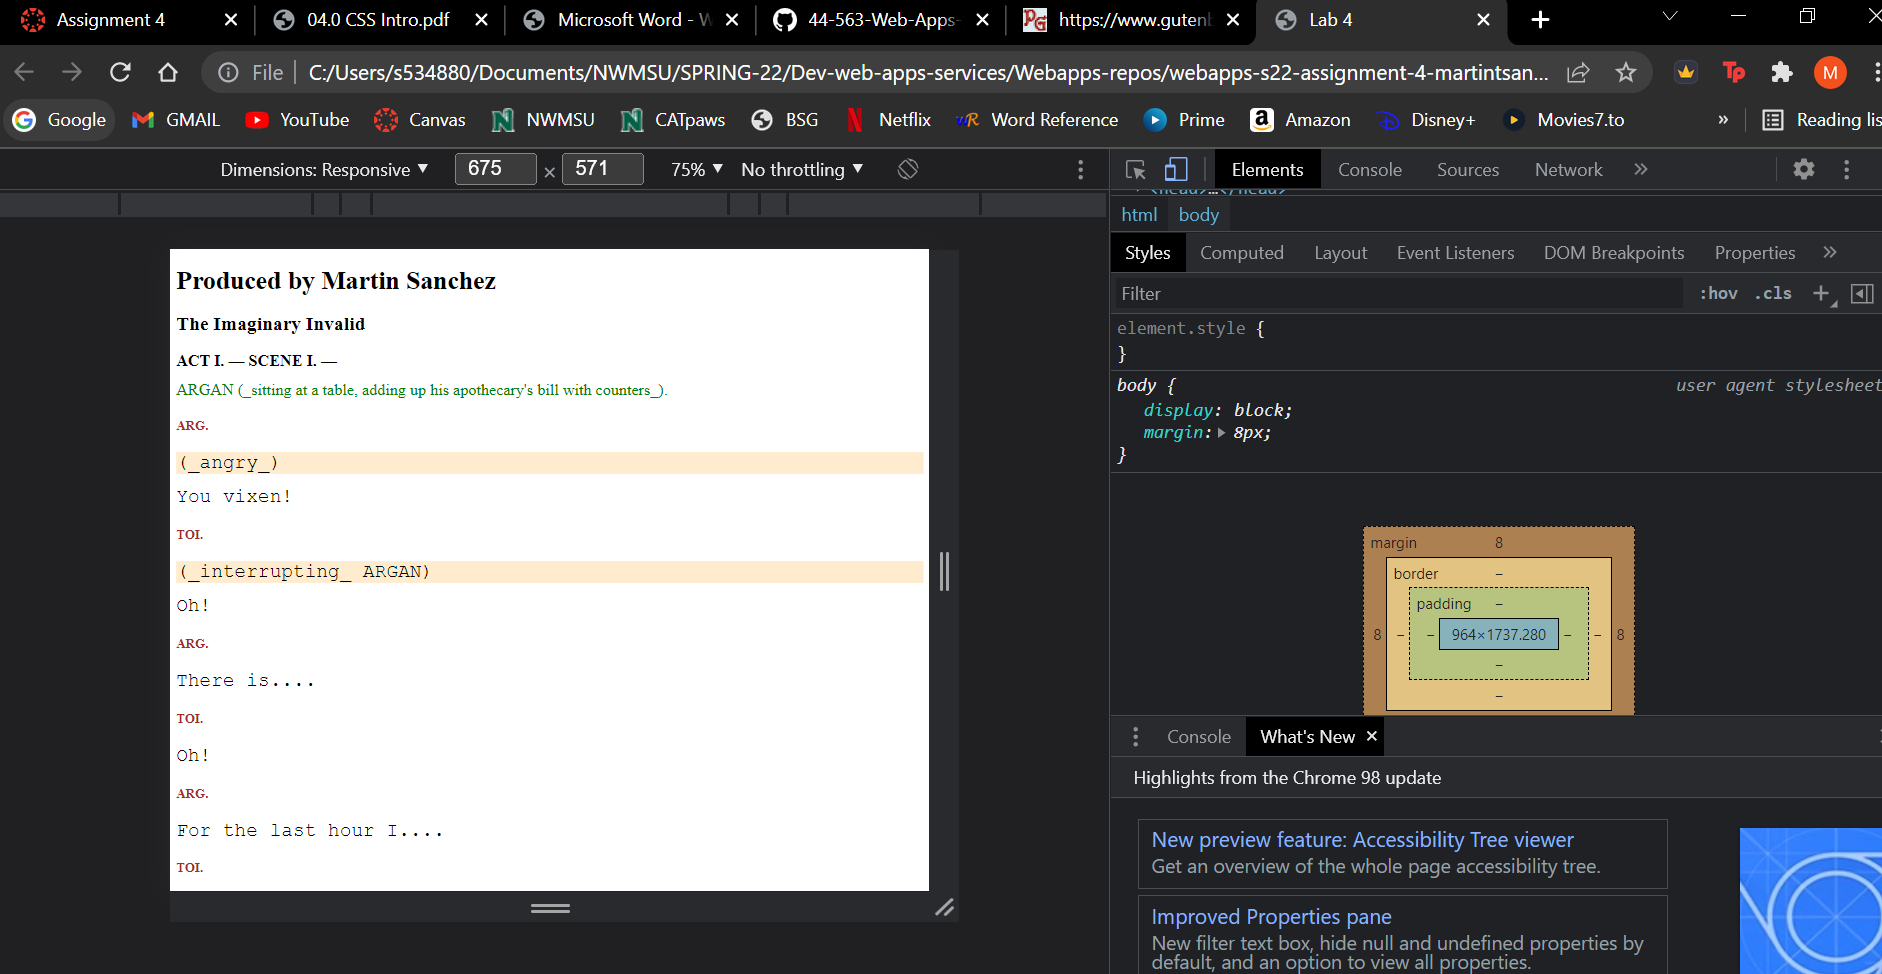 Assignment 4
04.0 CSS Intro.pdf
Microsoft Word - W
44-563-Web-Apps-
https://www.gutenb
Lab 4
File
C:/Users/s534880/Documents/NWMSU/SPRING-22/Dev-web-apps-services/Webapps-repos/webapps-s22-assignment-4-martintsan...
M
Google GMAIL YouTube Canvas NWMSU CATpaws BSG Netflix Word Reference Prime Amazon Disney+ Movies7.to » Reading lis
Dimensions: Responsive 675 × 571 75% No throttling
Elements Console Sources Network »
<head>…</head>
html body
Styles Computed Layout Event Listeners DOM Breakpoints Properties »
Filter :hov .cls +
element.style {
}
body { user agent stylesheet
display: block;
margin: 8px;
}
margin 8
border –
padding –
8 – – 964×1737.280 – – 8
–
–
Produced by Martin Sanchez
The Imaginary Invalid
ACT I. — SCENE I. —
ARGAN (_sitting at a table, adding up his apothecary's bill with counters_).
ARG.
(_angry_)
You vixen!
TOI.
(_interrupting_ ARGAN)
Oh!
ARG.
There is....
TOI.
Oh!
ARG.
For the last hour I....
TOI.
Console What's New
Highlights from the Chrome 98 update
New preview feature: Accessibility Tree viewer
Get an overview of the whole page accessibility tree.
Improved Properties pane
New filter text box, hide null and undefined properties by
default, and an option to view all properties.